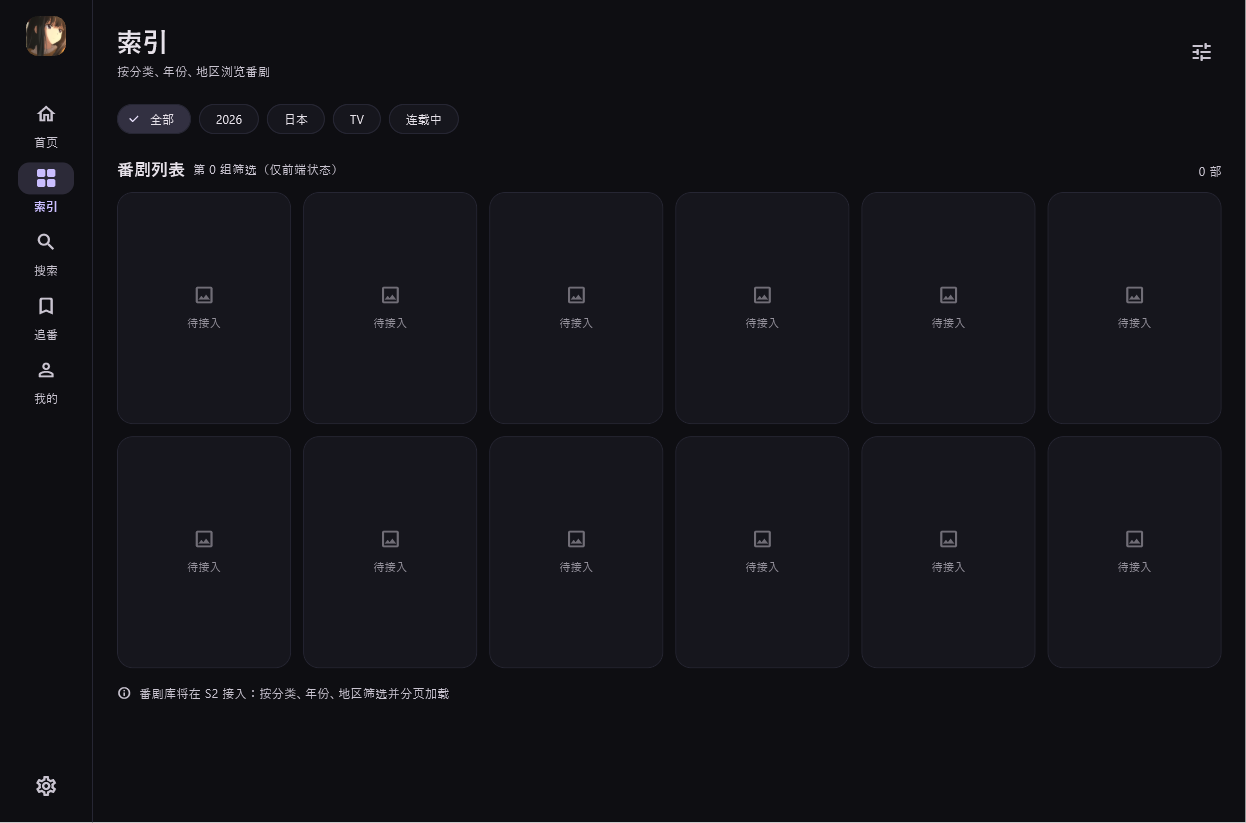 索引
按分类、年份、地区浏览番剧
首页
索引
搜索
追番
我的
全部 2026 日本 TV 连载中
番剧列表 第 0 组筛选（仅前端状态） 0 部
待接入 待接入 待接入 待接入 待接入 待接入
待接入 待接入 待接入 待接入 待接入 待接入
番剧库将在 S2 接入：按分类、年份、地区筛选并分页加载